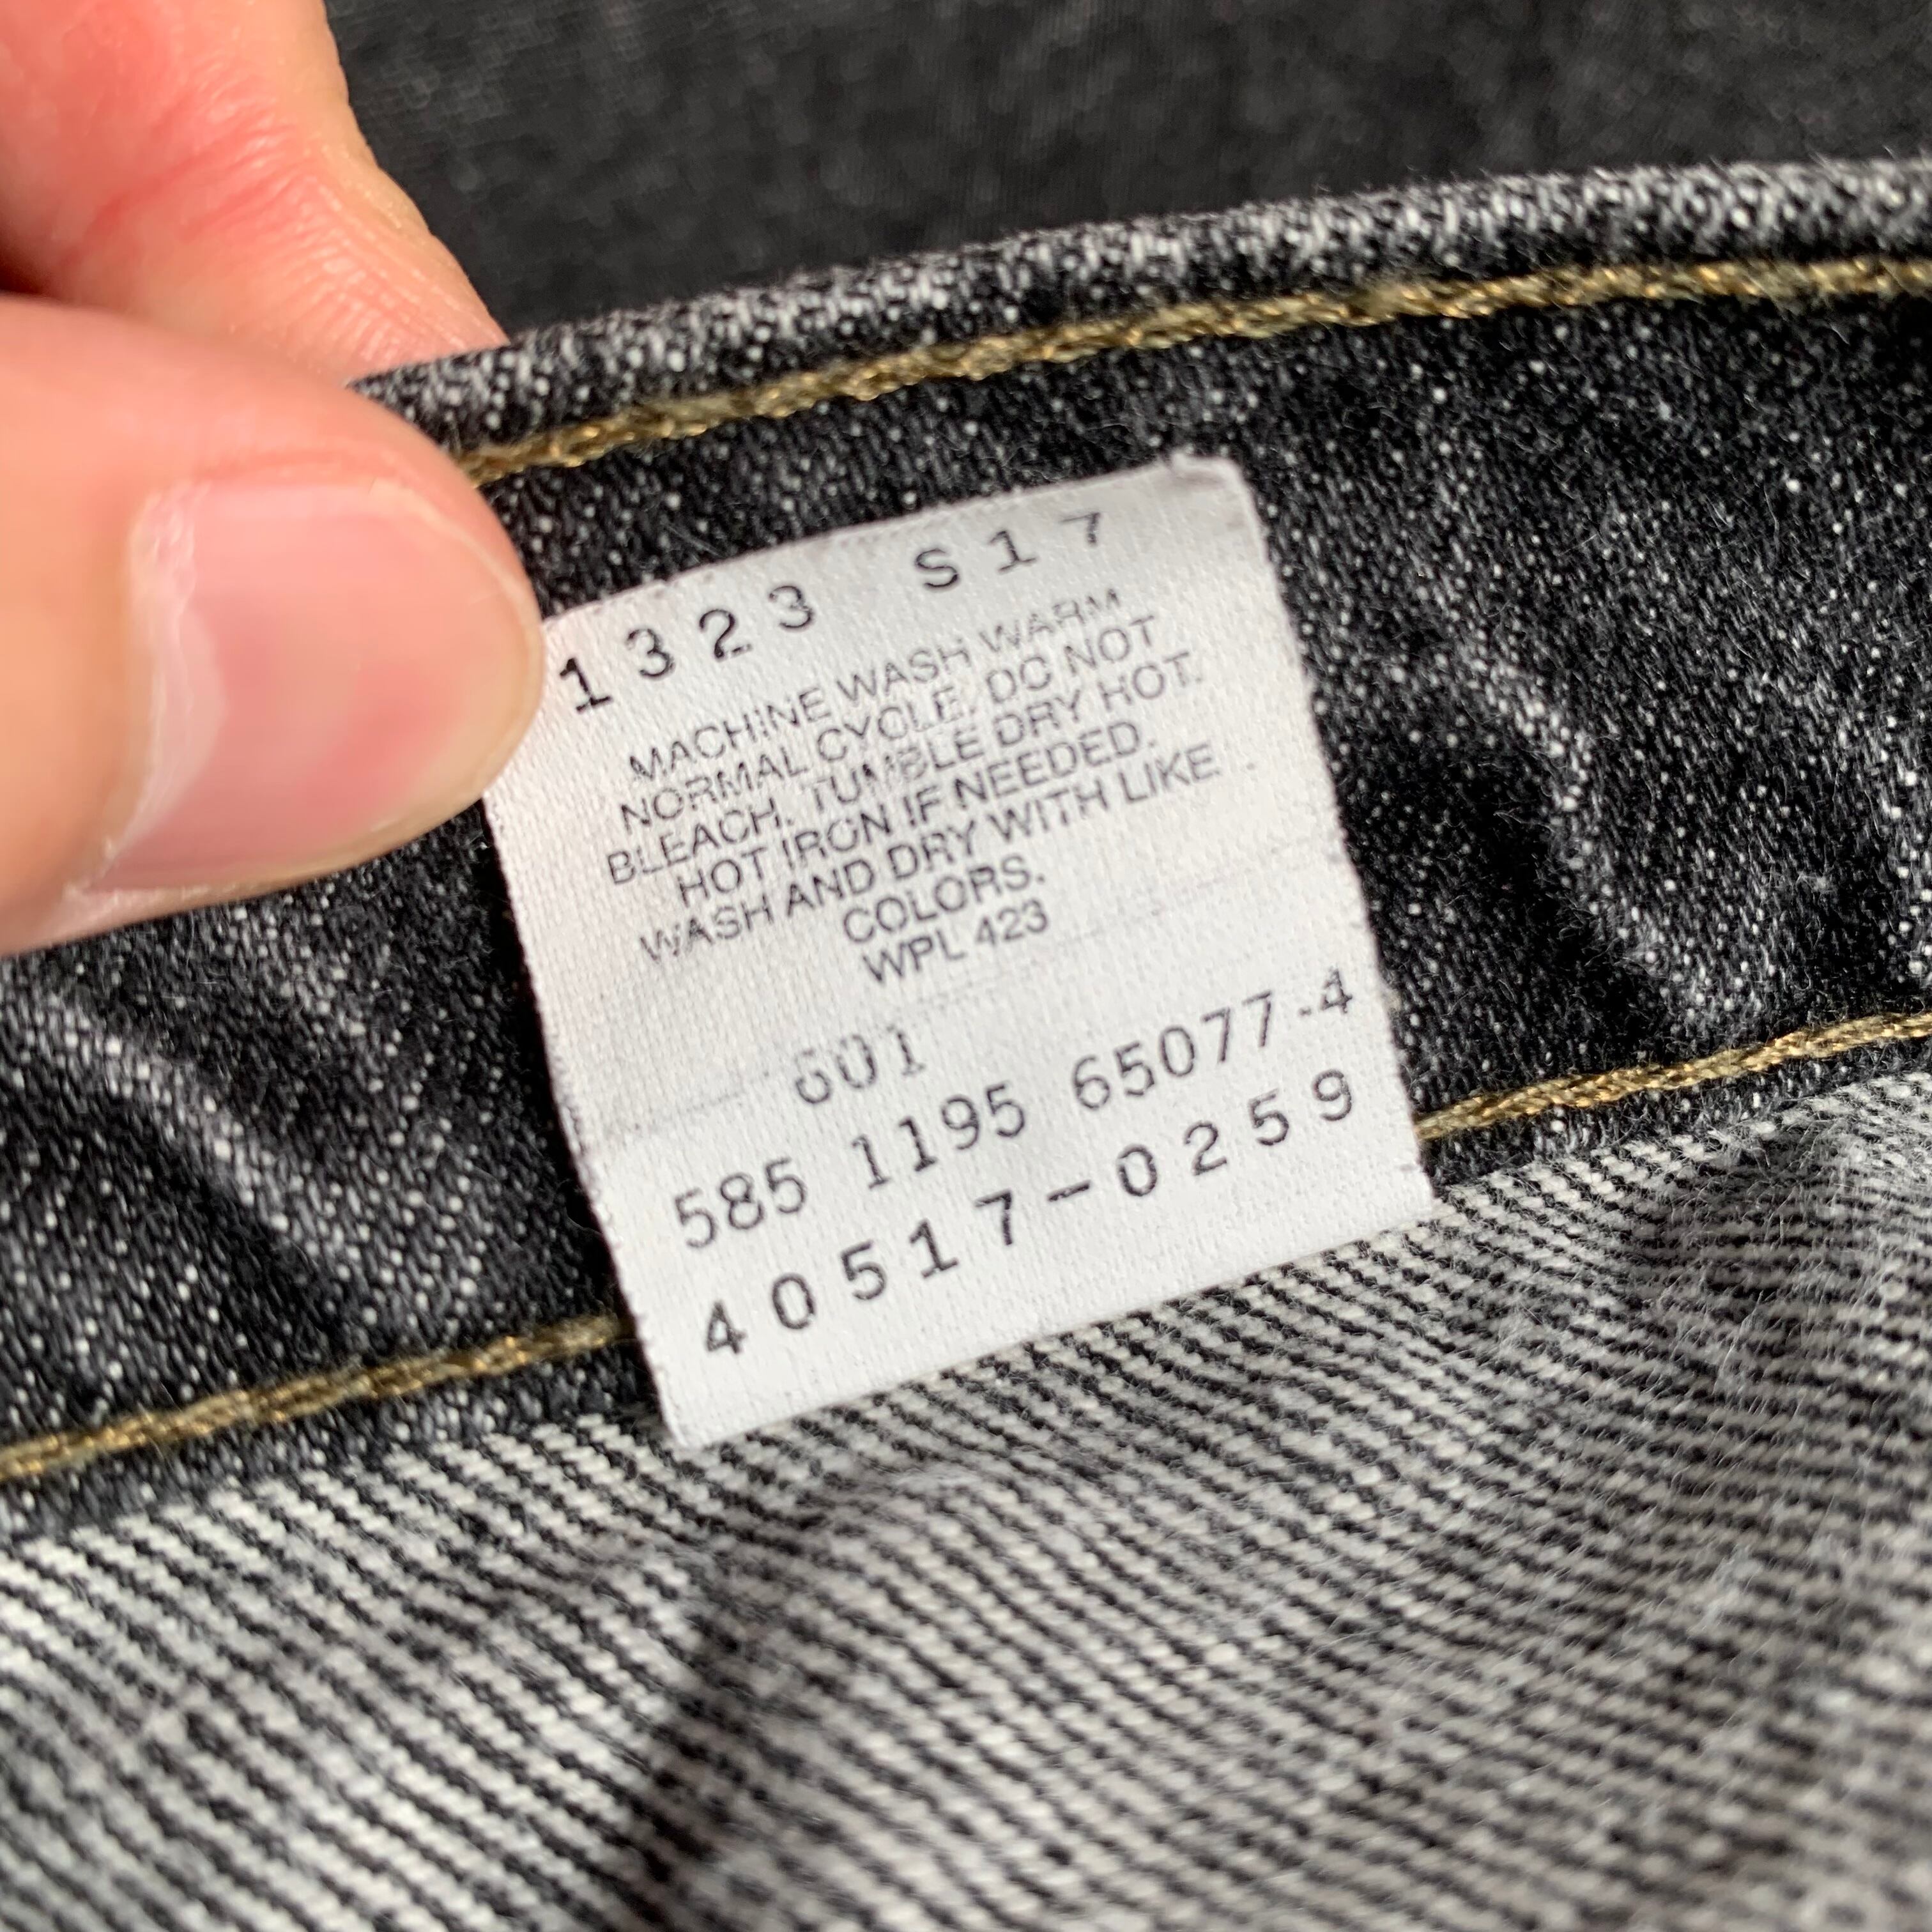 1323 S17
MACHINE WASH WARM
NORMAL CYCLE. DO NOT
BLEACH. TUMBLE DRY HOT.
HOT IRON IF NEEDED.
WASH AND DRY WITH LIKE
COLORS.
WPL 423
601
585 1195 65077-4
40517-0259